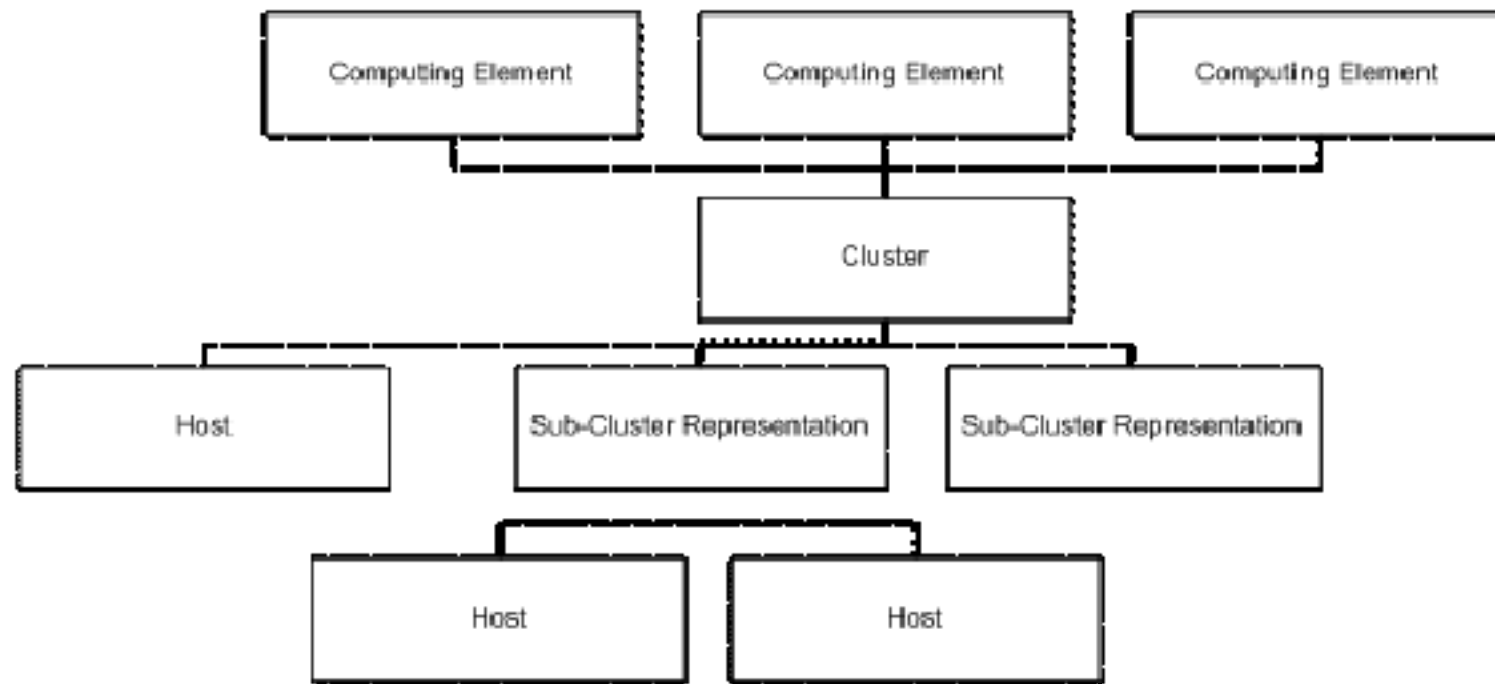 Computing Element
Computing Element
Computing Element
Cluster
Host
Sub-Cluster Representation
Sub-Cluster Representation
Host
Host